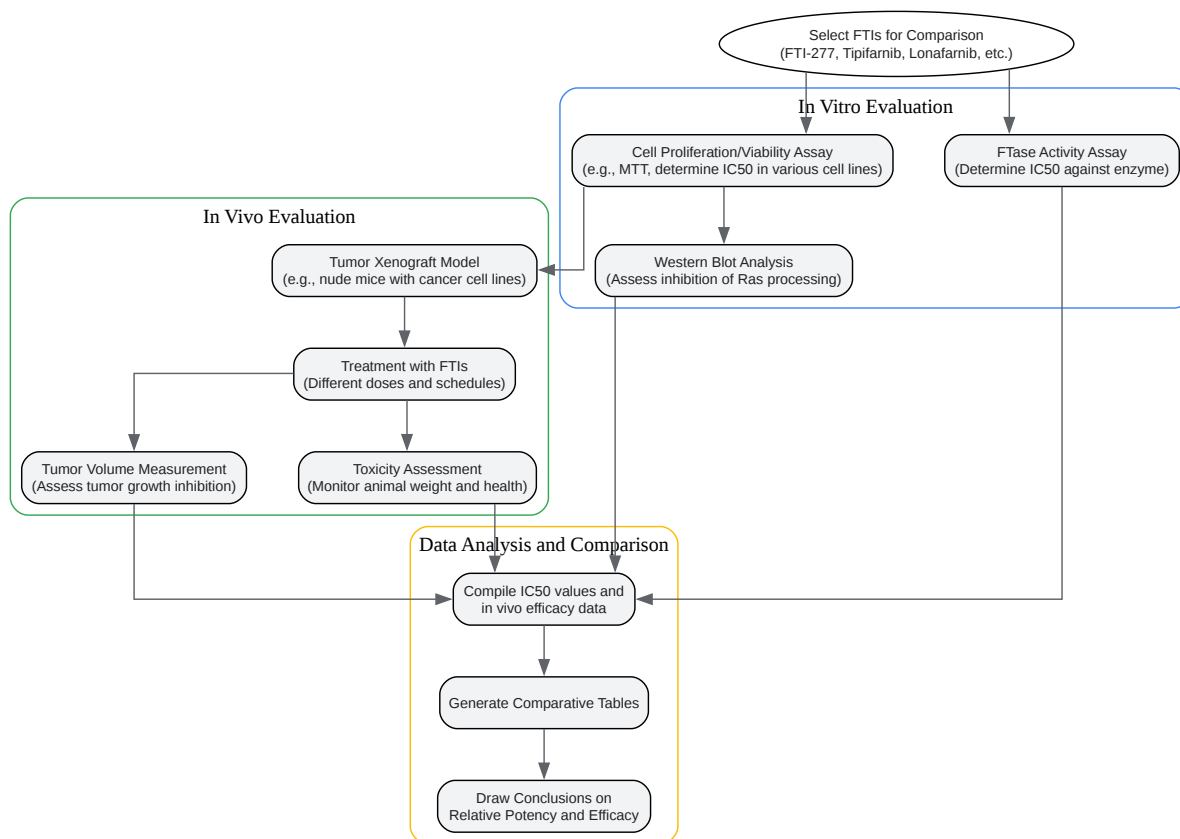 Select FTIs for Comparison
(FTI-277, Tipifarnib, Lonafarnib, etc.)
In Vitro Evaluation
Cell Proliferation/Viability Assay
(e.g., MTT, determine IC50 in various cell lines)
FTase Activity Assay
(Determine IC50 against enzyme)
In Vivo Evaluation
Tumor Xenograft Model
(e.g., nude mice with cancer cell lines)
Western Blot Analysis
(Assess inhibition of Ras processing)
Treatment with FTIs
(Different doses and schedules)
Tumor Volume Measurement
(Assess tumor growth inhibition)
Toxicity Assessment
(Monitor animal weight and health)
Data Analysis and Comparison
Compile IC50 values and
in vivo efficacy data
Generate Comparative Tables
Draw Conclusions on
Relative Potency and Efficacy